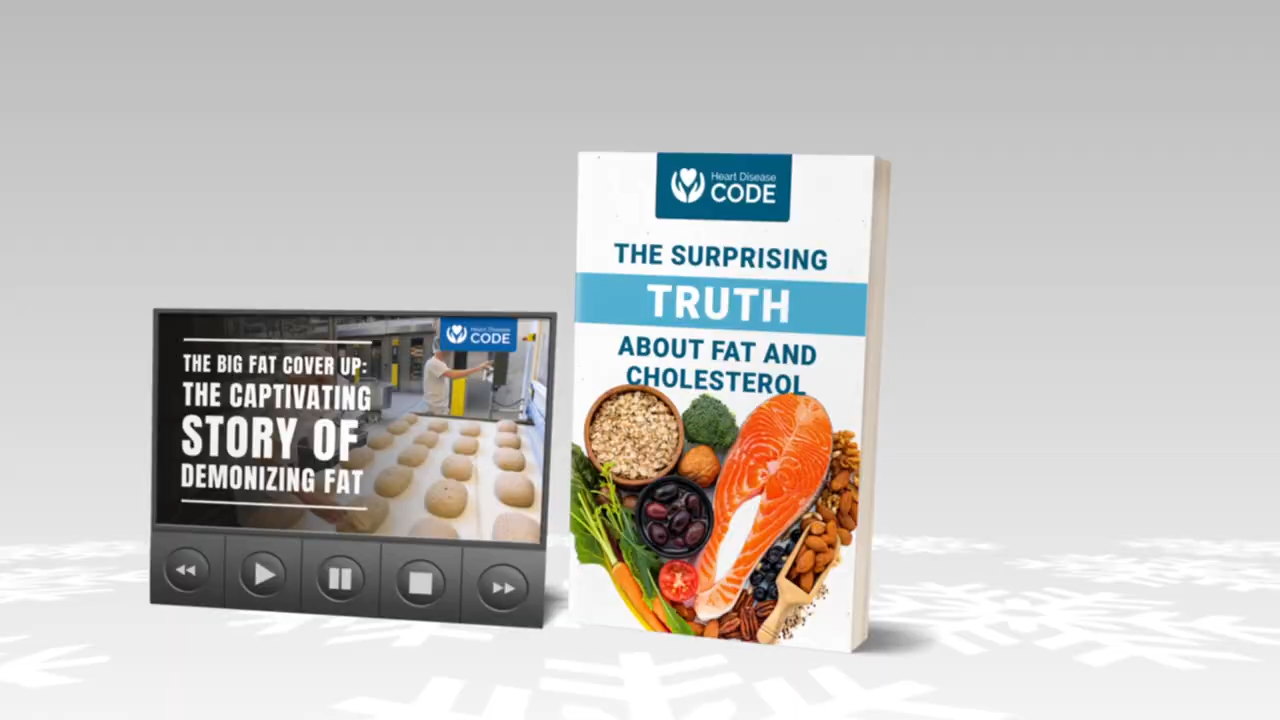 Heart Disease
CODE
THE BIG FAT COVER UP:
THE CAPTIVATING
STORY OF
DEMONIZING FAT
Heart Disease
CODE
THE SURPRISING
TRUTH
ABOUT FAT AND
CHOLESTEROL